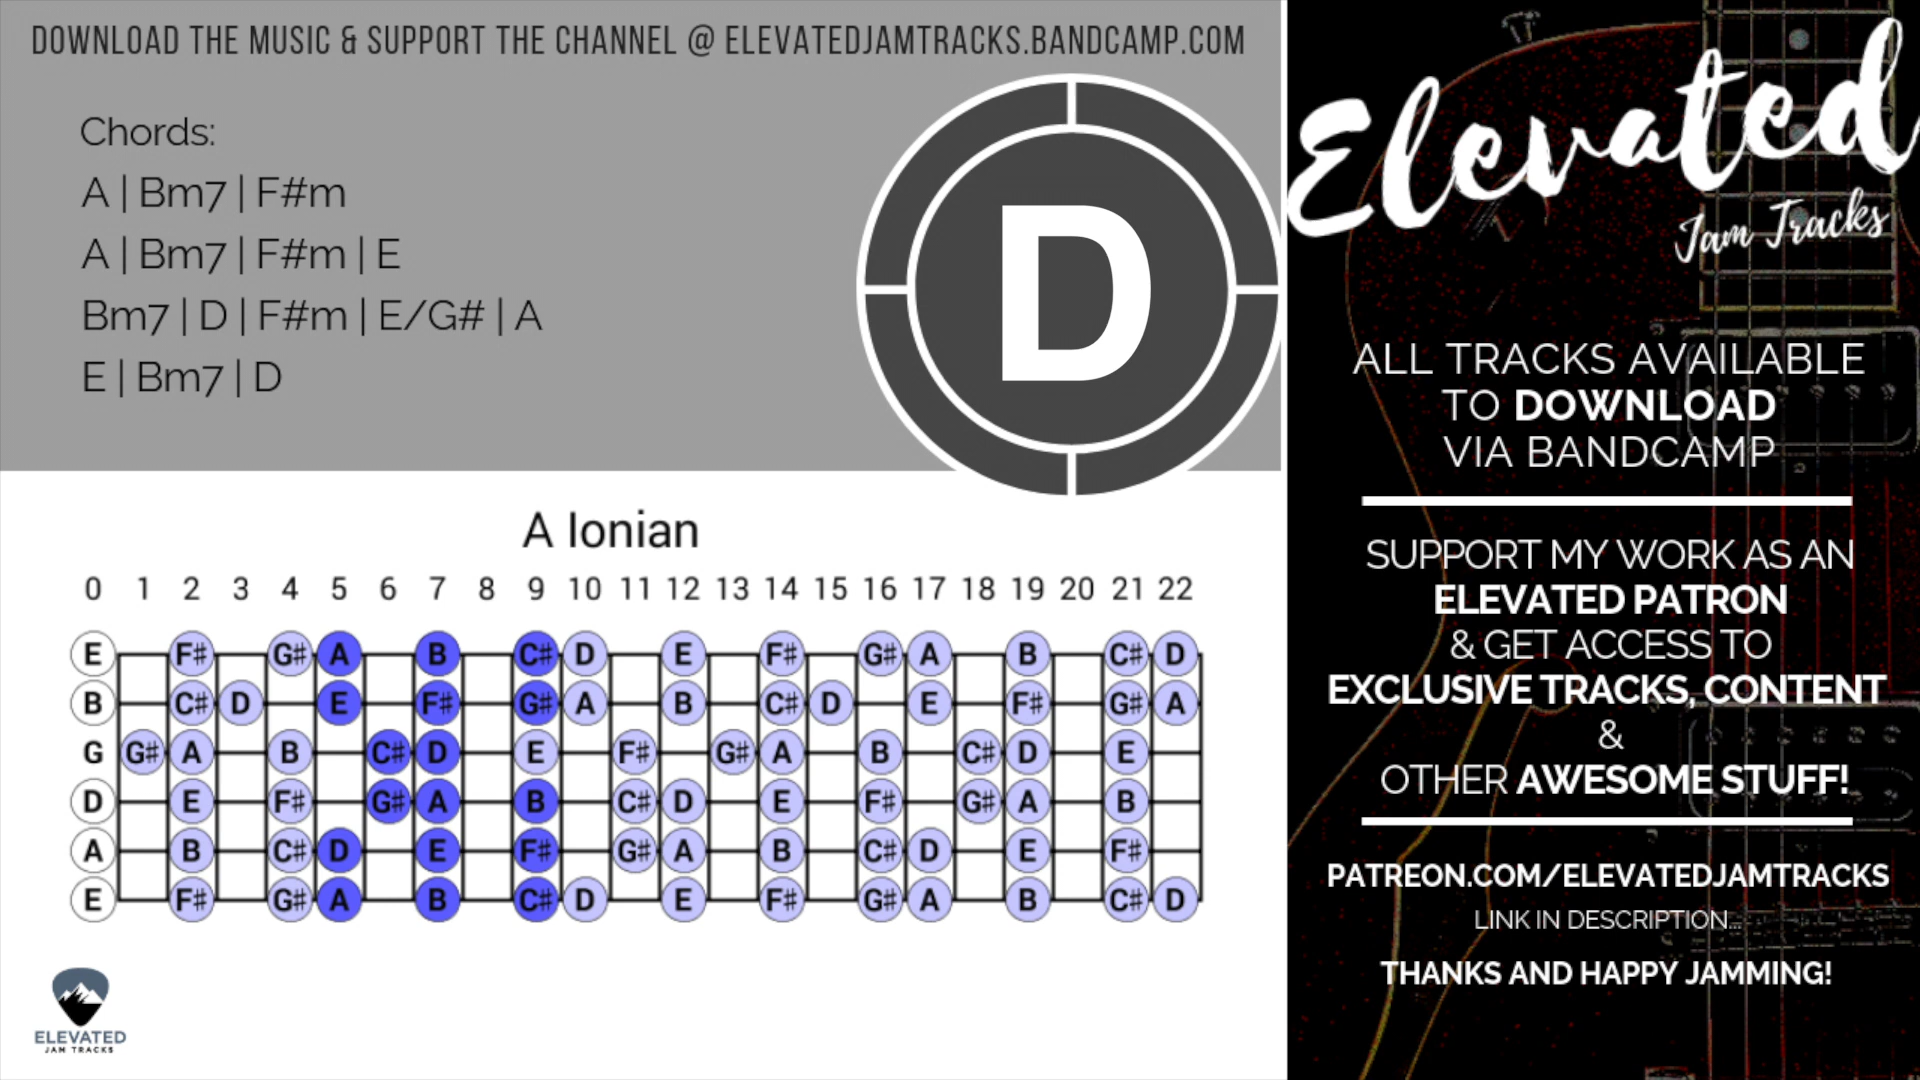 DOWNLOAD THE MUSIC & SUPPORT THE CHANNEL @ ELEVATEDJAMTRACKS.BANDCAMP.COM
Chords:
A | Bm7 | F#m
A | Bm7 | F#m | E
Bm7 | D | F#m | E/G# | A
E | Bm7 | D
D
A Ionian
0 1 2 3 4 5 6 7 8 9 10 11 12 13 14 15 16 17 18 19 20 21 22
E F# G# A B C# D E F# G# A B C# D
B C# D E F# G# A B C# D E F# G# A
G G# A B C# D E F# G# A B C# D E
D E F# G# A B C# D E F# G# A B
A B C# D E F# G# A B C# D E F#
E F# G# A B C# D E F# G# A B C# D
ELEVATED
JAM TRACKS
Elevated
Jam Tracks
ALL TRACKS AVAILABLE
TO DOWNLOAD
VIA BANDCAMP
SUPPORT MY WORK AS AN
ELEVATED PATRON
& GET ACCESS TO
EXCLUSIVE TRACKS, CONTENT
&
OTHER AWESOME STUFF!
PATREON.COM/ELEVATEDJAMTRACKS
LINK IN DESCRIPTION...
THANKS AND HAPPY JAMMING!